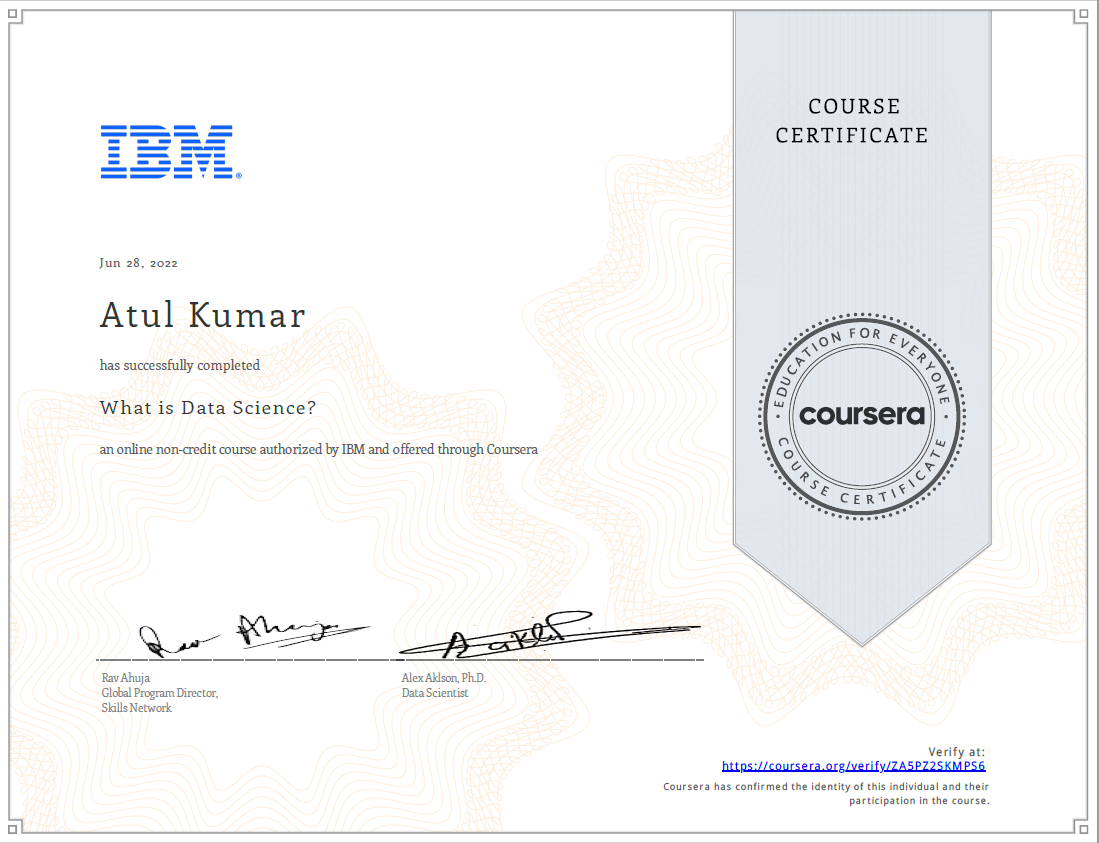 COURSE
CERTIFICATE
IBM®
Jun 28, 2022
Atul Kumar
has successfully completed
What is Data Science?
an online non-credit course authorized by IBM and offered through Coursera
EDUCATION FOR EVERYONE
coursera
COURSE CERTIFICATE
Rav Ahuja
Global Program Director,
Skills Network
Alex Aklson, Ph.D.
Data Scientist
Verify at:
https://coursera.org/verify/ZA5PZ2SKMPS6
Coursera has confirmed the identity of this individual and their
participation in the course.